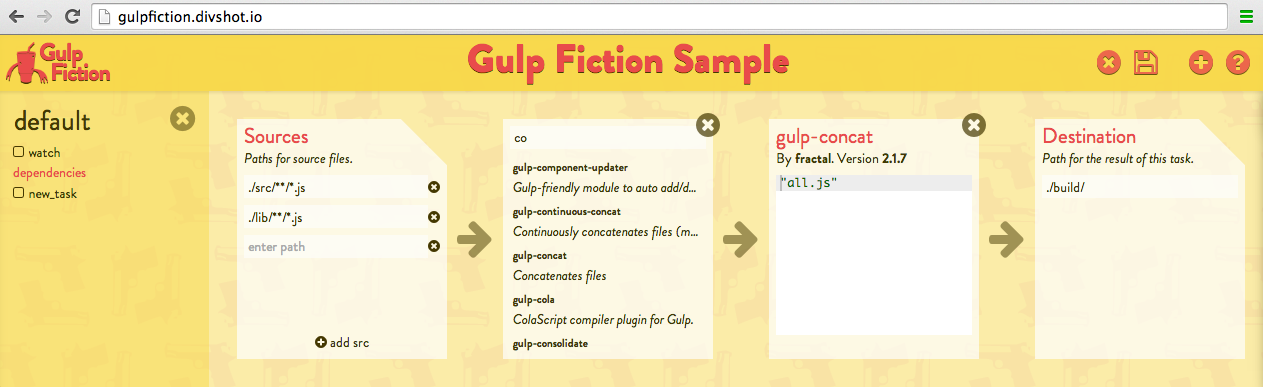 gulpfiction.divshot.io
Gulp
Fiction
Gulp Fiction Sample
default
watch
dependencies
new_task
Sources
Paths for source files.
./src/**/*.js
./lib/**/*.js
enter path
add src
co
gulp-component-updater
Gulp-friendly module to auto add/d...
gulp-continuous-concat
Continuously concatenates files (m...
gulp-concat
Concatenates files
gulp-cola
ColaScript compiler plugin for Gulp.
gulp-consolidate
gulp-concat
By fractal. Version 2.1.7
"all.js"
Destination
Path for the result of this task.
./build/